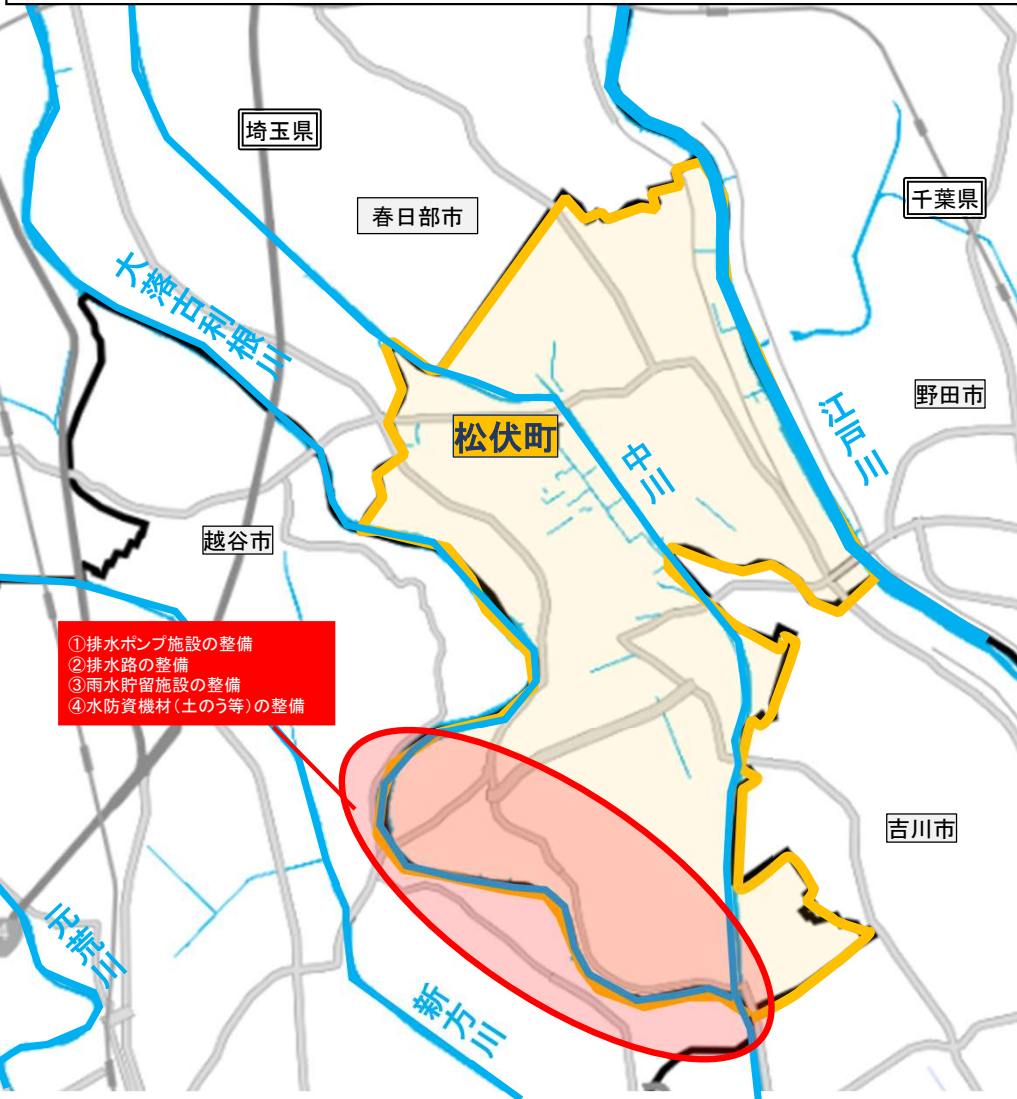 埼玉県
千葉県
春日部市
大落古利根川
野田市
江戸川
松伏町
中川
越谷市
①排水ポンプ施設の整備
②排水路の整備
③雨水貯留施設の整備
④水防資機材(土のう等)の整備
吉川市
元荒川
新方川